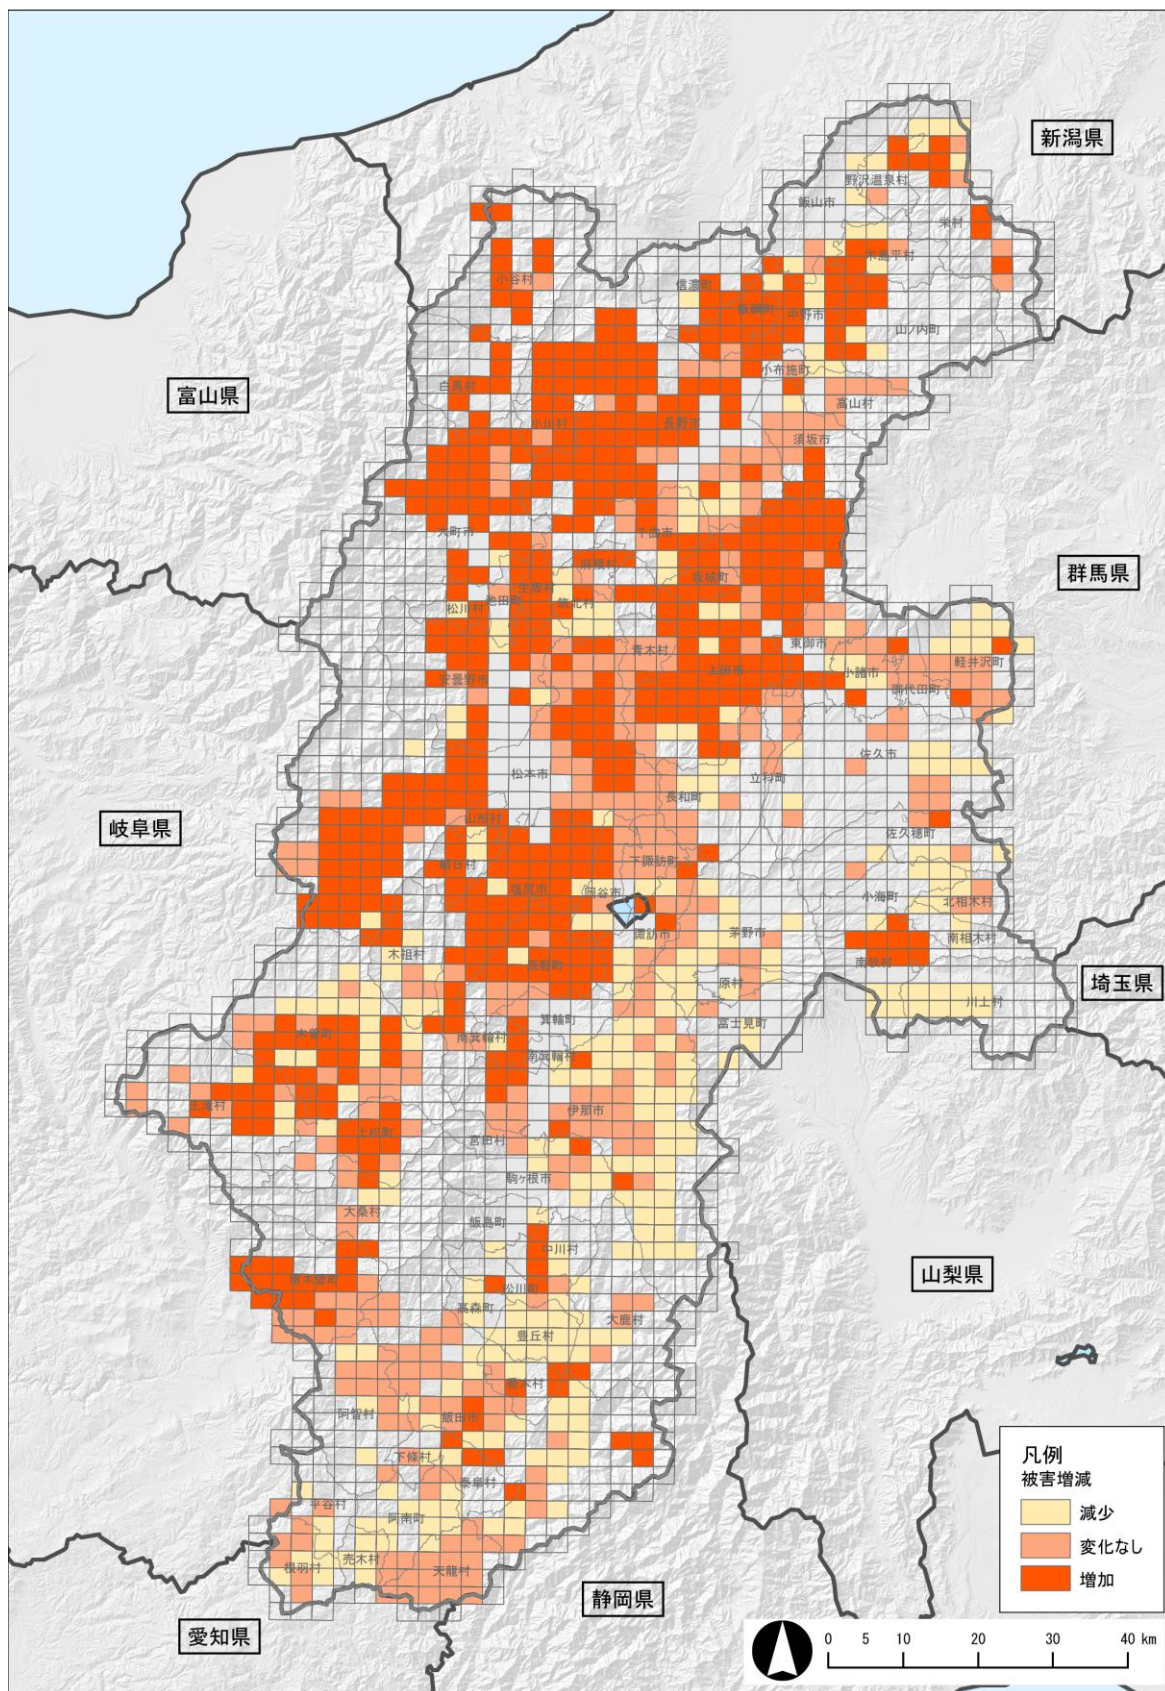 新潟県
野沢温泉村
飯山市
栄村
木島平村
小谷村
信濃町
飯綱町
中野市
山ノ内町
小布施町
白馬村
富山県
高山村
小川村
長野市
須坂市
大町市
千曲市
麻績村
群馬県
坂城町
生坂村
池田町
筑北村
松川村
東御市
青木村
軽井沢町
上田市
小諸市
安曇野市
御代田町
佐久市
松本市
立科町
長和町
山形村
岐阜県
佐久穂町
下諏訪町
朝日村
塩尻市
岡谷市
小海町
北相木村
諏訪市
茅野市
南相木村
木祖村
南牧村
辰野町
原村
埼玉県
川上村
箕輪町
富士見町
木曽町
南箕輪村
南箕輪村
王滝村
伊那市
上松町
宮田村
駒ヶ根市
大桑村
飯島町
中川村
山梨県
南木曽町
松川町
高森町
大鹿村
豊丘村
喬木村
阿智村
飯田市
下條村
泰阜村
平谷村
阿南町
売木村
根羽村
天龍村
静岡県
愛知県
凡例
被害増減
減少
変化なし
増加
0 5 10 20 30 40 km